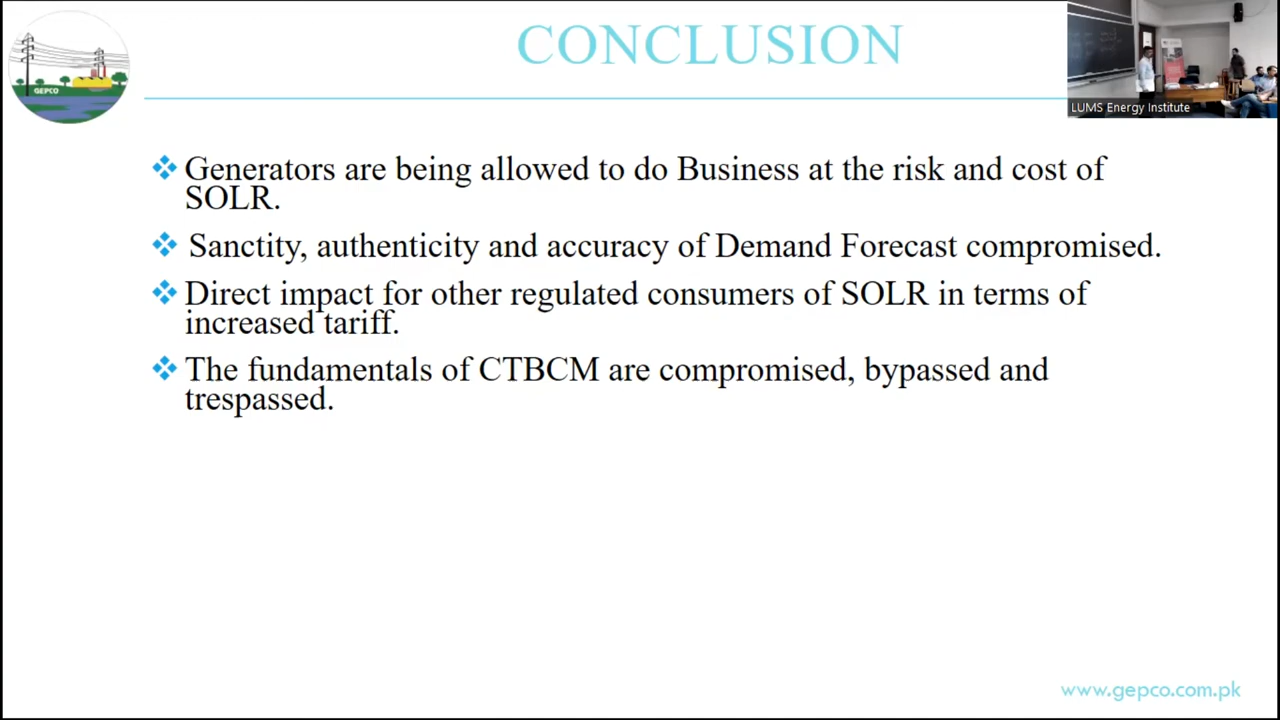 CONCLUSION
GEPCO
LUMS Energy Institute
Generators are being allowed to do Business at the risk and cost of
SOLR.
Sanctity, authenticity and accuracy of Demand Forecast compromised.
Direct impact for other regulated consumers of SOLR in terms of
increased tariff.
The fundamentals of CTBCM are compromised, bypassed and
trespassed.
www.gepco.com.pk